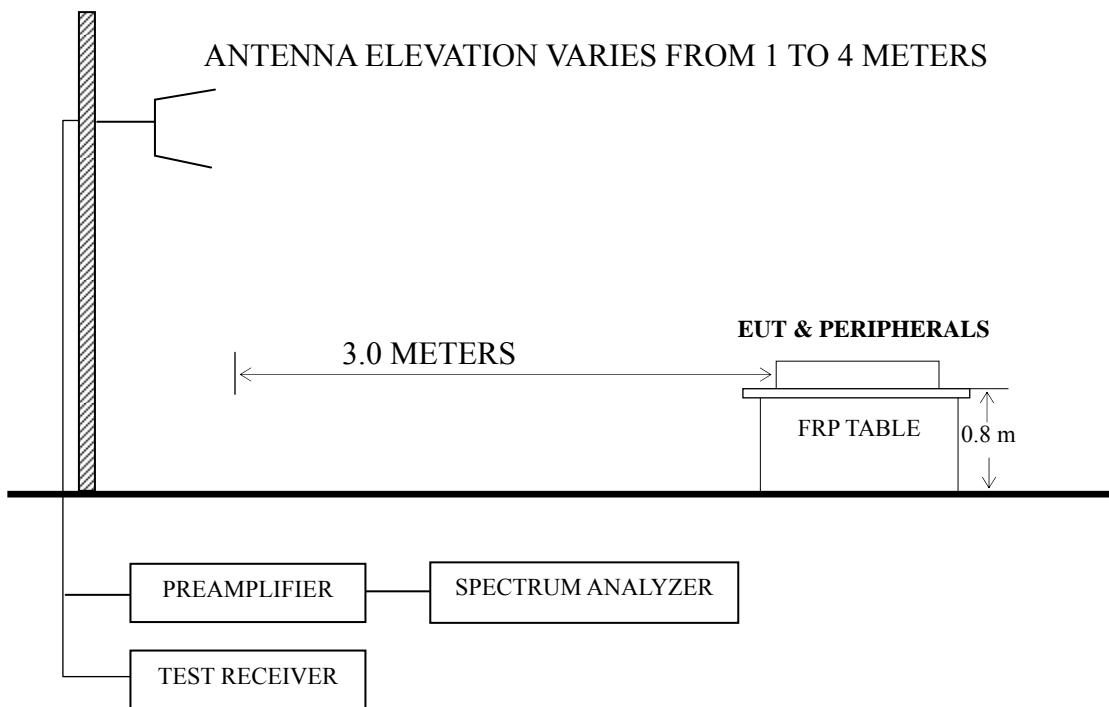 ANTENNA ELEVATION VARIES FROM 1 TO 4 METERS
EUT & PERIPHERALS
3.0 METERS
FRP TABLE
0.8 m
PREAMPLIFIER
SPECTRUM ANALYZER
TEST RECEIVER